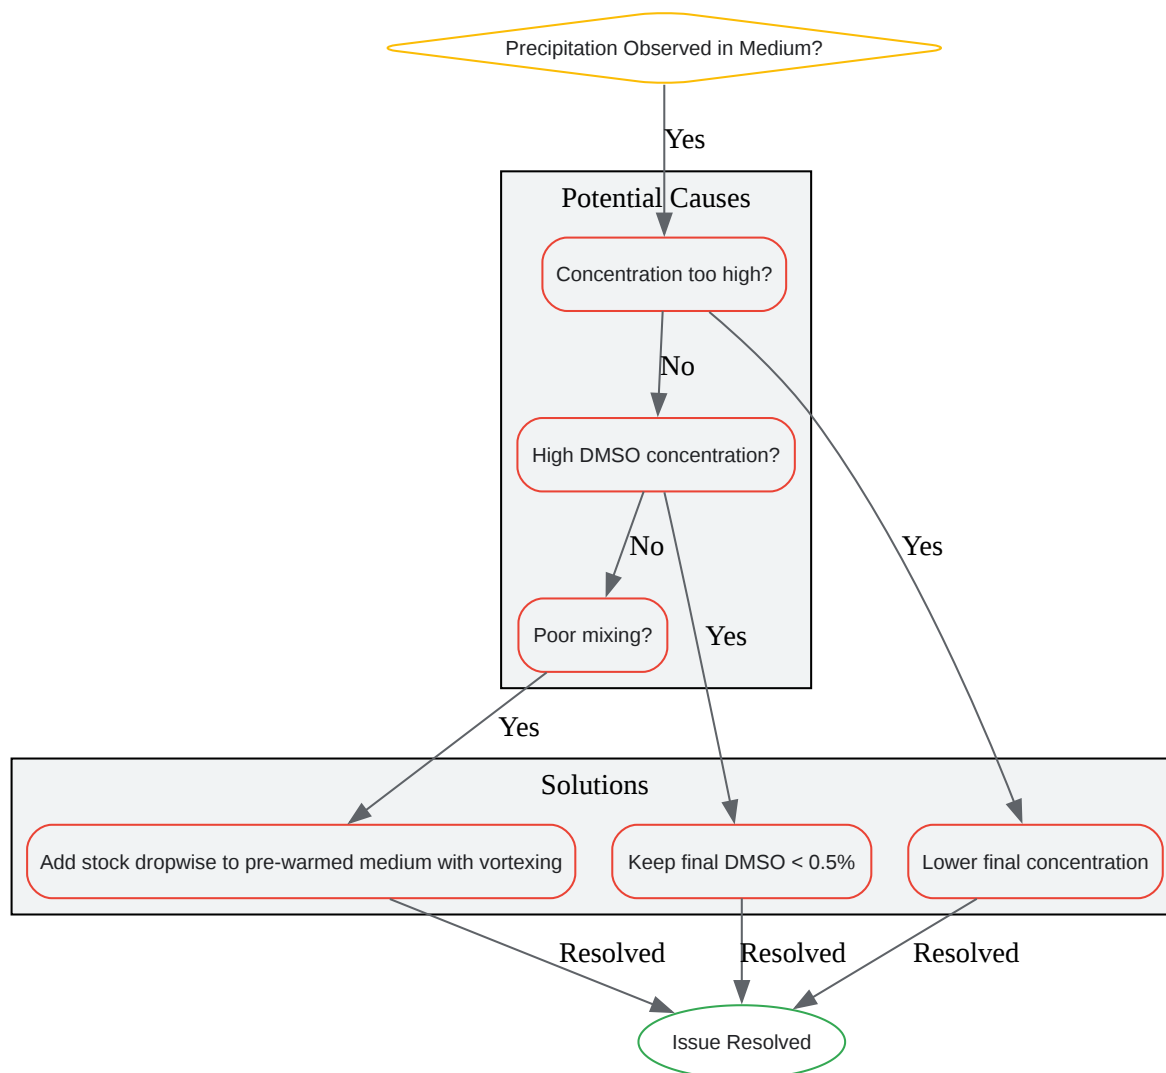 Precipitation Observed in Medium?
Yes
Potential Causes
Concentration too high?
No
High DMSO concentration?
No
Yes
Poor mixing?
Yes
Yes
Solutions
Add stock dropwise to pre-warmed medium with vortexing
Keep final DMSO < 0.5%
Lower final concentration
Resolved
Resolved
Resolved
Issue Resolved